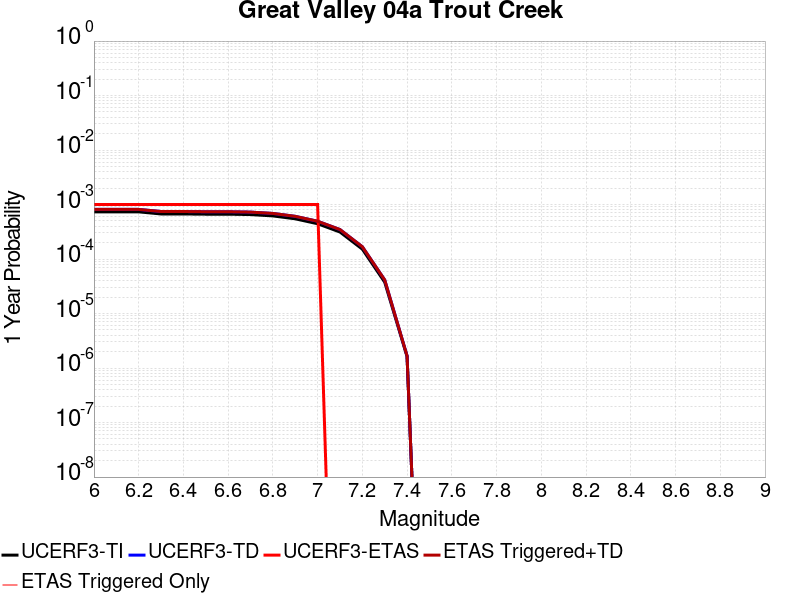 Great Valley 04a Trout Creek
10^0
10^-1
10^-2
10^-3
10^-4
10^-5
10^-6
10^-7
10^-8
1 Year Probability
6 6.2 6.4 6.6 6.8 7 7.2 7.4 7.6 7.8 8 8.2 8.4 8.6 8.8 9
Magnitude
UCERF3-TI UCERF3-TD UCERF3-ETAS ETAS Triggered+TD
ETAS Triggered Only